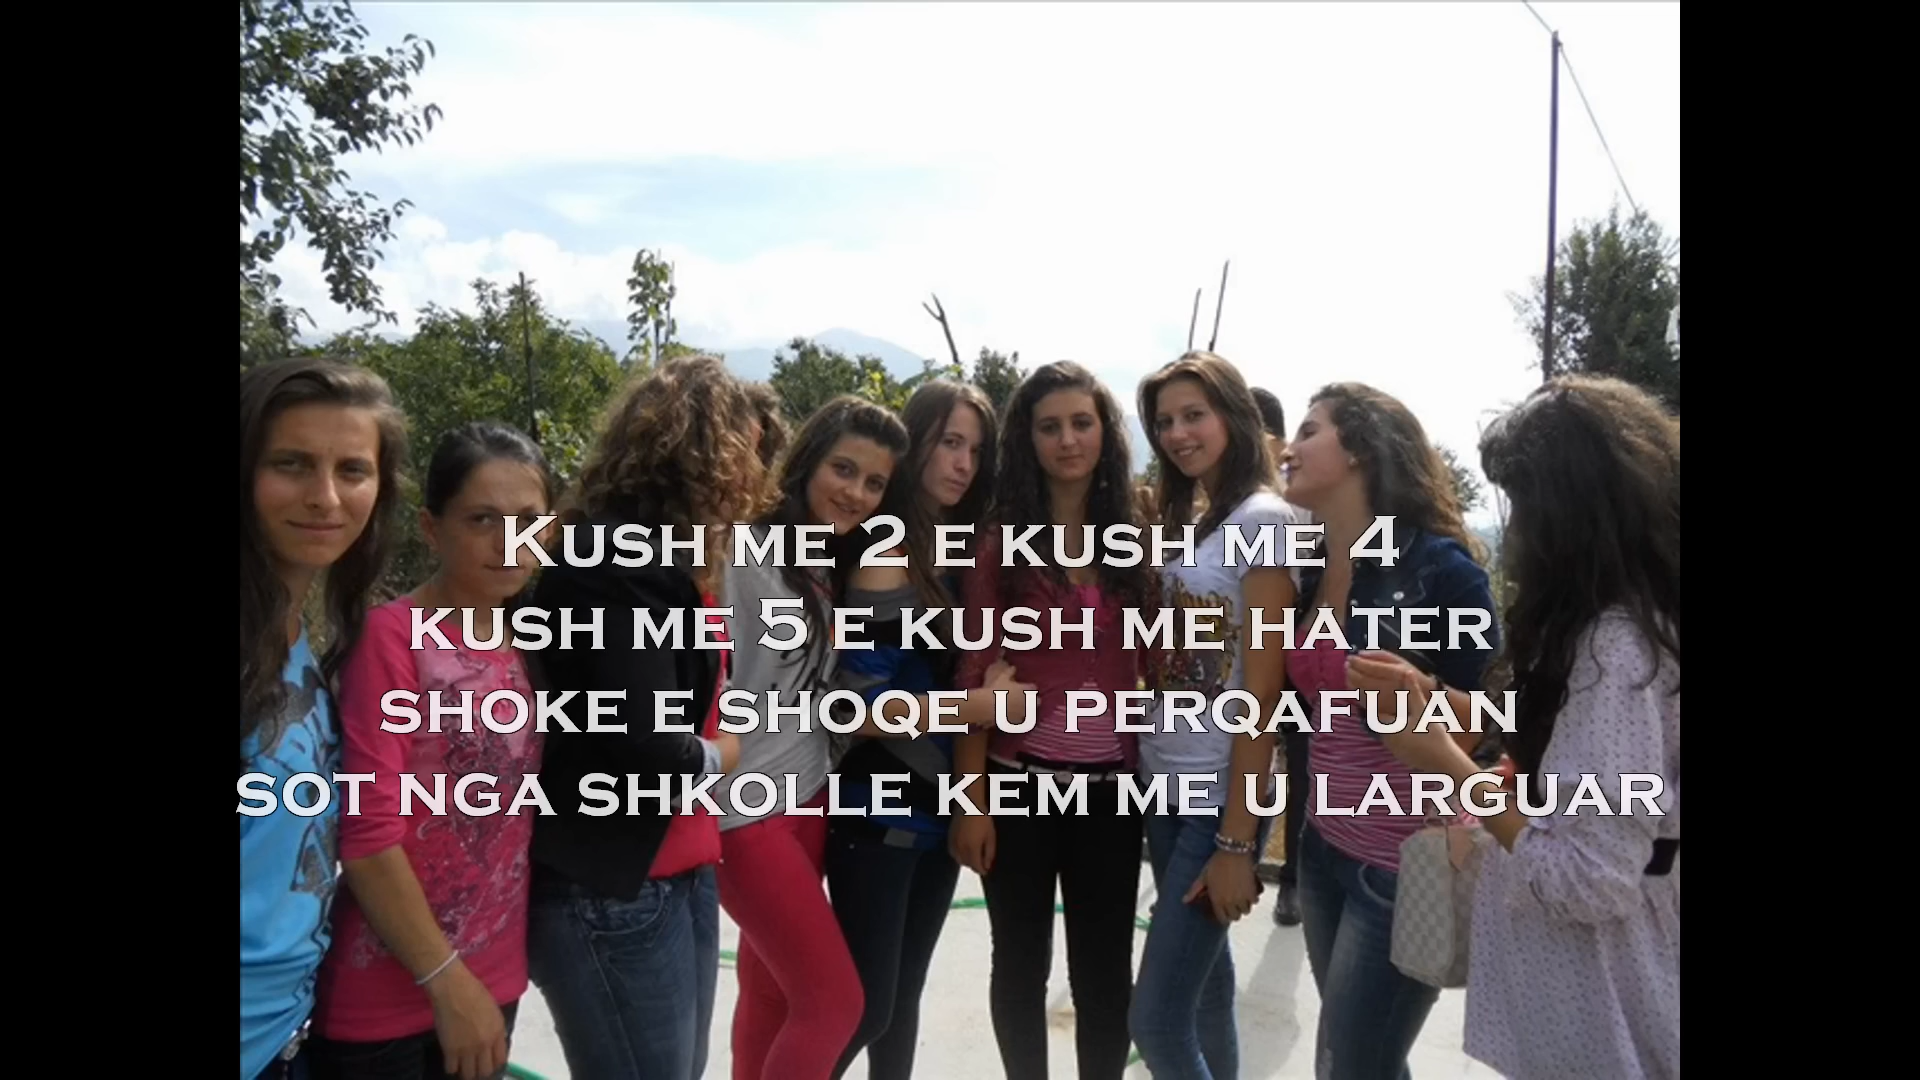 Kush me 2 e kush me 4
kush me 5 e kush me hater
shoke e shoqe u perqafuan
sot nga shkolle kem me u larguar